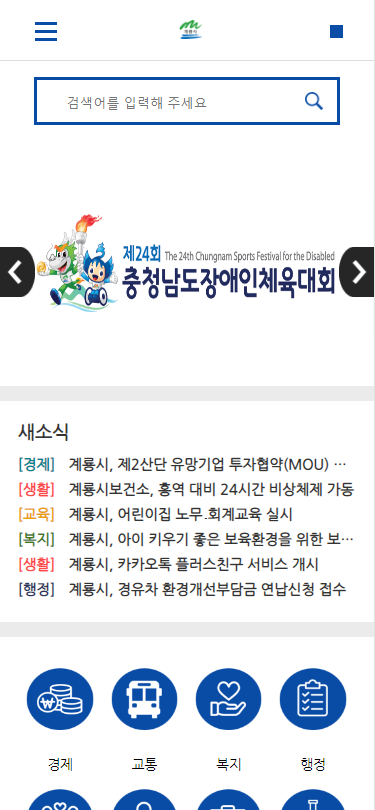 계룡시
검색어를 입력해 주세요
제24회 The 24th Chungnam Sports Festival for the Disabled
충청남도장애인체육대회
새소식
[경제] 계룡시, 제2산단 유망기업 투자협약(MOU) …
[생활] 계룡시보건소, 홍역 대비 24시간 비상체제 가동
[교육] 계룡시, 어린이집 노무.회계교육 실시
[복지] 계룡시, 아이 키우기 좋은 보육환경을 위한 보…
[생활] 계룡시, 카카오톡 플러스친구 서비스 개시
[행정] 계룡시, 경유차 환경개선부담금 연납신청 접수
경제 교통 복지 행정